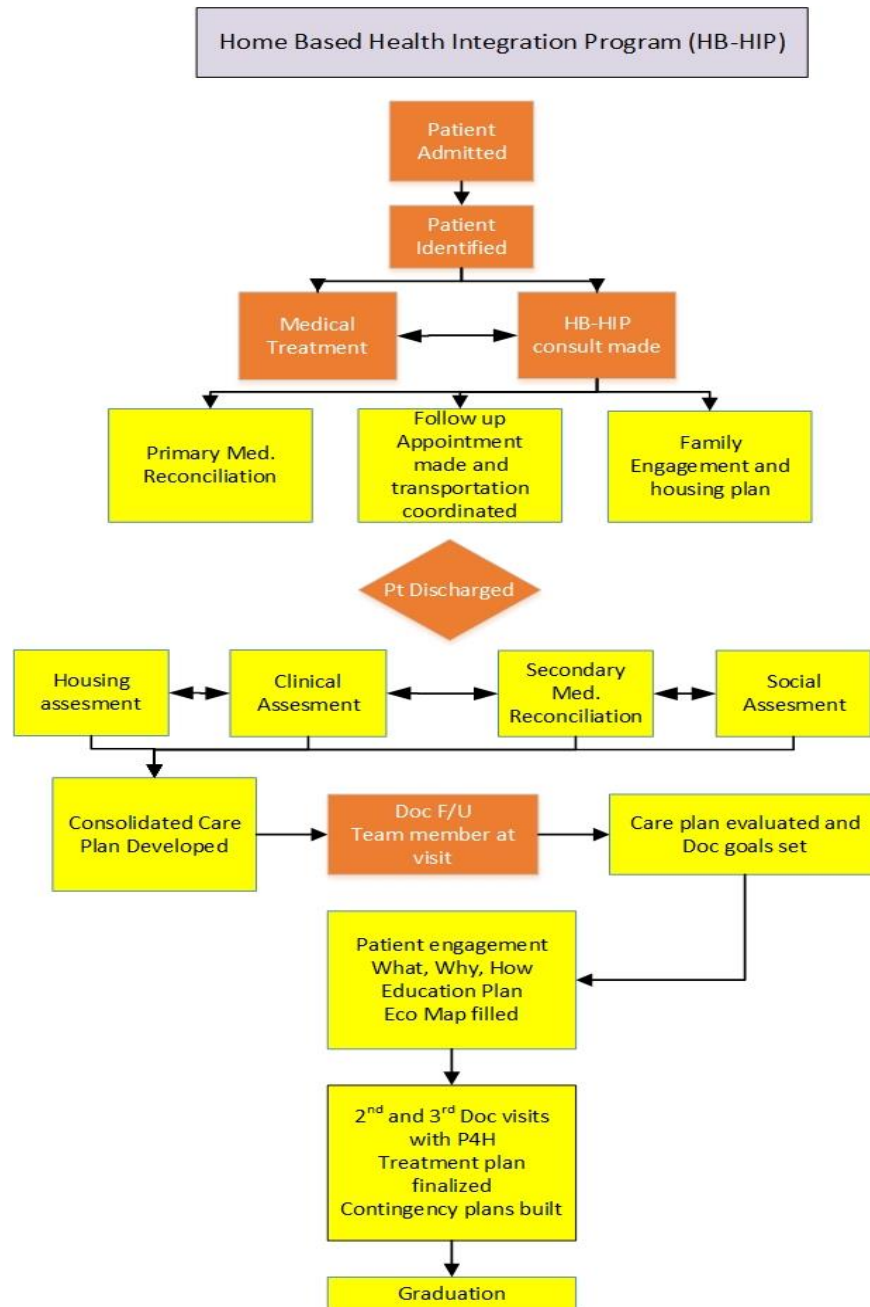 Home Based Health Integration Program (HB-HIP)
Patient
Admitted
Patient
Identified
Medical
Treatment
HB-HIP
consult made
Primary Med.
Reconciliation
Follow up
Appointment
made and
transportation
coordinated
Family
Engagement and
housing plan
Pt Discharged
Housing
assesment
Clinical
Assesment
Secondary
Med.
Reconciliation
Social
Assesment
Consolidated Care
Plan Developed
Doc F/U
Team member at
visit
Care plan evaluated and
Doc goals set
Patient engagement
What, Why, How
Education Plan
Eco Map filled
2nd and 3rd Doc visits
with P4H
Treatment plan
finalized
Contingency plans built
Graduation